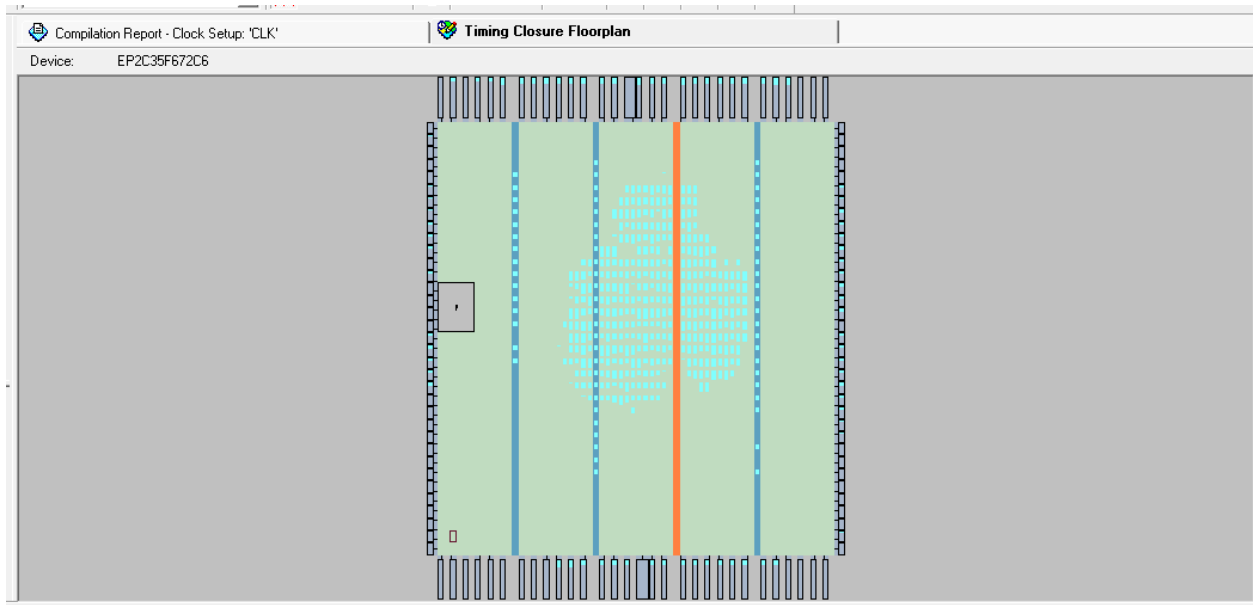 Compilation Report - Clock Setup: 'CLK'
Timing Closure Floorplan
Device: EP2C35F672C6